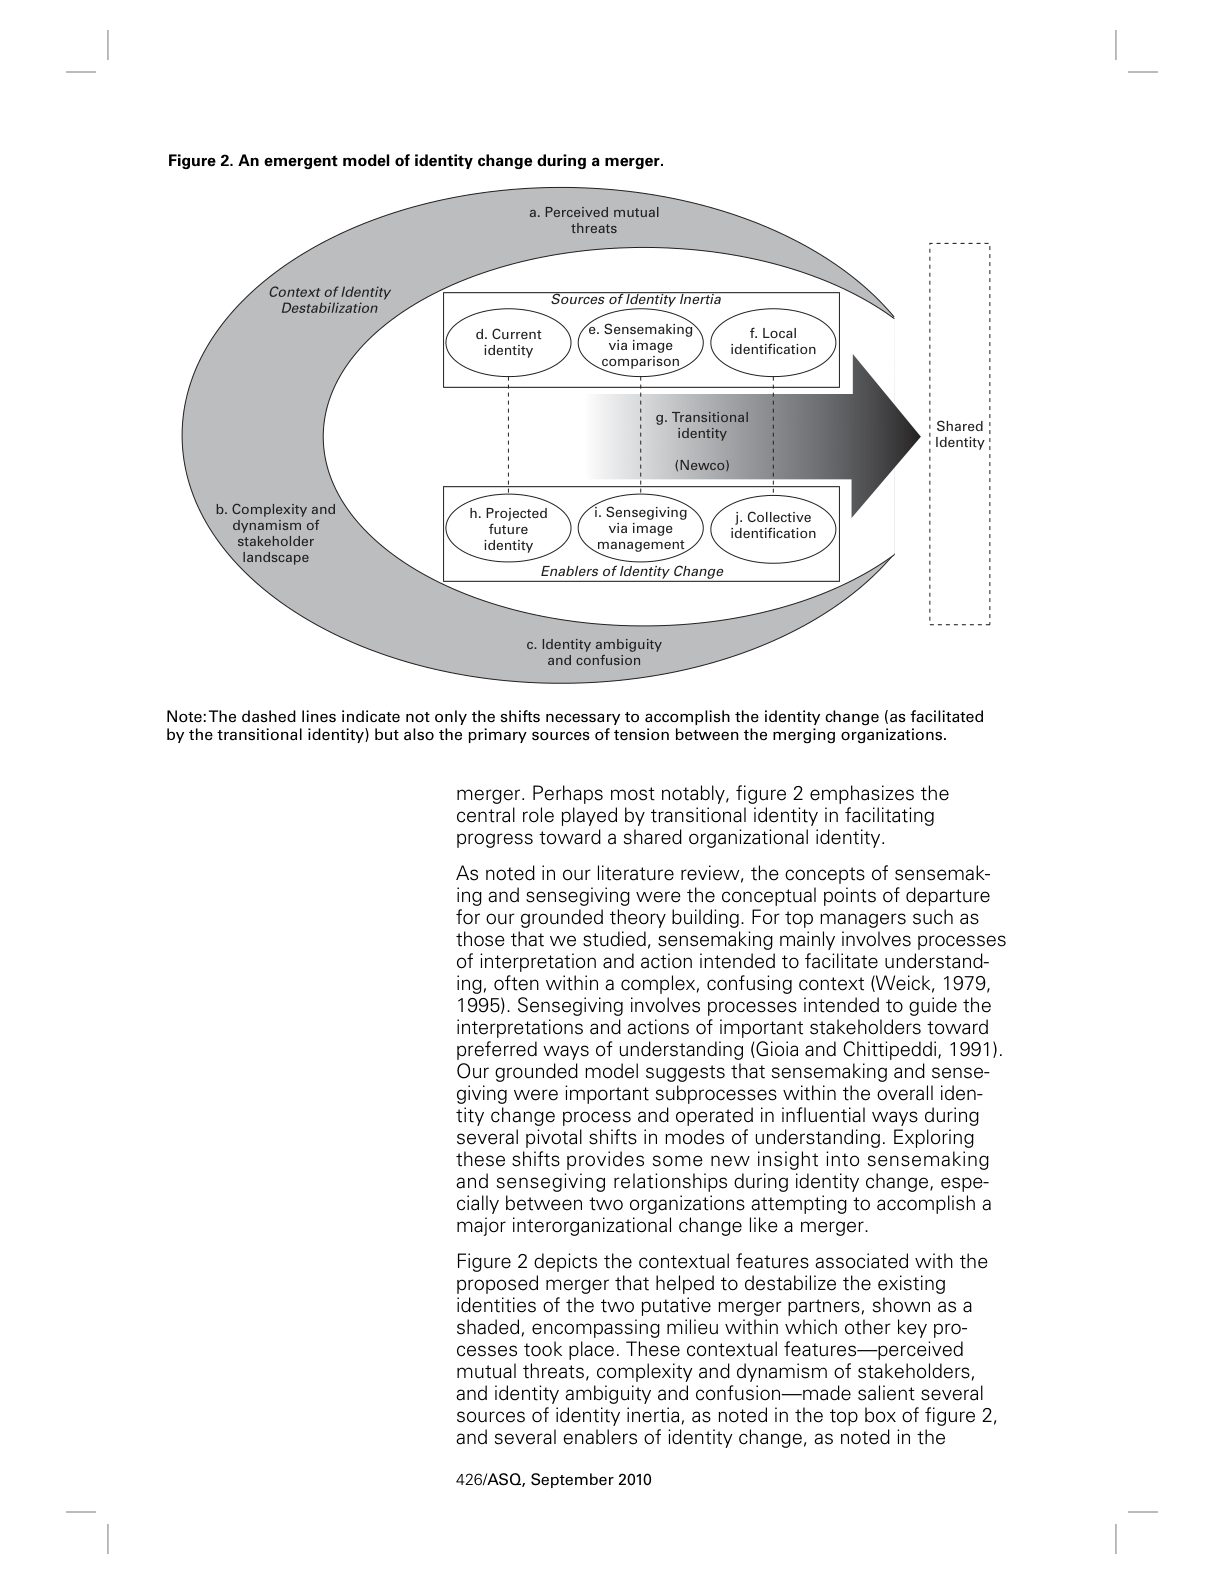 Figure 2. An emergent model of identity change during a merger.
a. Perceived mutual
threats
Context of Identity
Destabilization
Sources of Identity Inertia
d. Current
identity
e. Sensemaking
via image
comparison
f. Local
identification
g. Transitional
identity
(Newco)
Shared
Identity
b. Complexity and
dynamism of
stakeholder
landscape
h. Projected
future
identity
i. Sensegiving
via image
management
j. Collective
identification
Enablers of Identity Change
c. Identity ambiguity
and confusion
Note: The dashed lines indicate not only the shifts necessary to accomplish the identity change (as facilitated
by the transitional identity) but also the primary sources of tension between the merging organizations.
merger. Perhaps most notably, figure 2 emphasizes the
central role played by transitional identity in facilitating
progress toward a shared organizational identity.
As noted in our literature review, the concepts of sensemak-
ing and sensegiving were the conceptual points of departure
for our grounded theory building. For top managers such as
those that we studied, sensemaking mainly involves processes
of interpretation and action intended to facilitate understand-
ing, often within a complex, confusing context (Weick, 1979,
1995). Sensegiving involves processes intended to guide the
interpretations and actions of important stakeholders toward
preferred ways of understanding (Gioia and Chittipeddi, 1991).
Our grounded model suggests that sensemaking and sense-
giving were important subprocesses within the overall iden-
tity change process and operated in influential ways during
several pivotal shifts in modes of understanding. Exploring
these shifts provides some new insight into sensemaking
and sensegiving relationships during identity change, espe-
cially between two organizations attempting to accomplish a
major interorganizational change like a merger.
Figure 2 depicts the contextual features associated with the
proposed merger that helped to destabilize the existing
identities of the two putative merger partners, shown as a
shaded, encompassing milieu within which other key pro-
cesses took place. These contextual features—perceived
mutual threats, complexity and dynamism of stakeholders,
and identity ambiguity and confusion—made salient several
sources of identity inertia, as noted in the top box of figure 2,
and several enablers of identity change, as noted in the
426/ASQ, September 2010